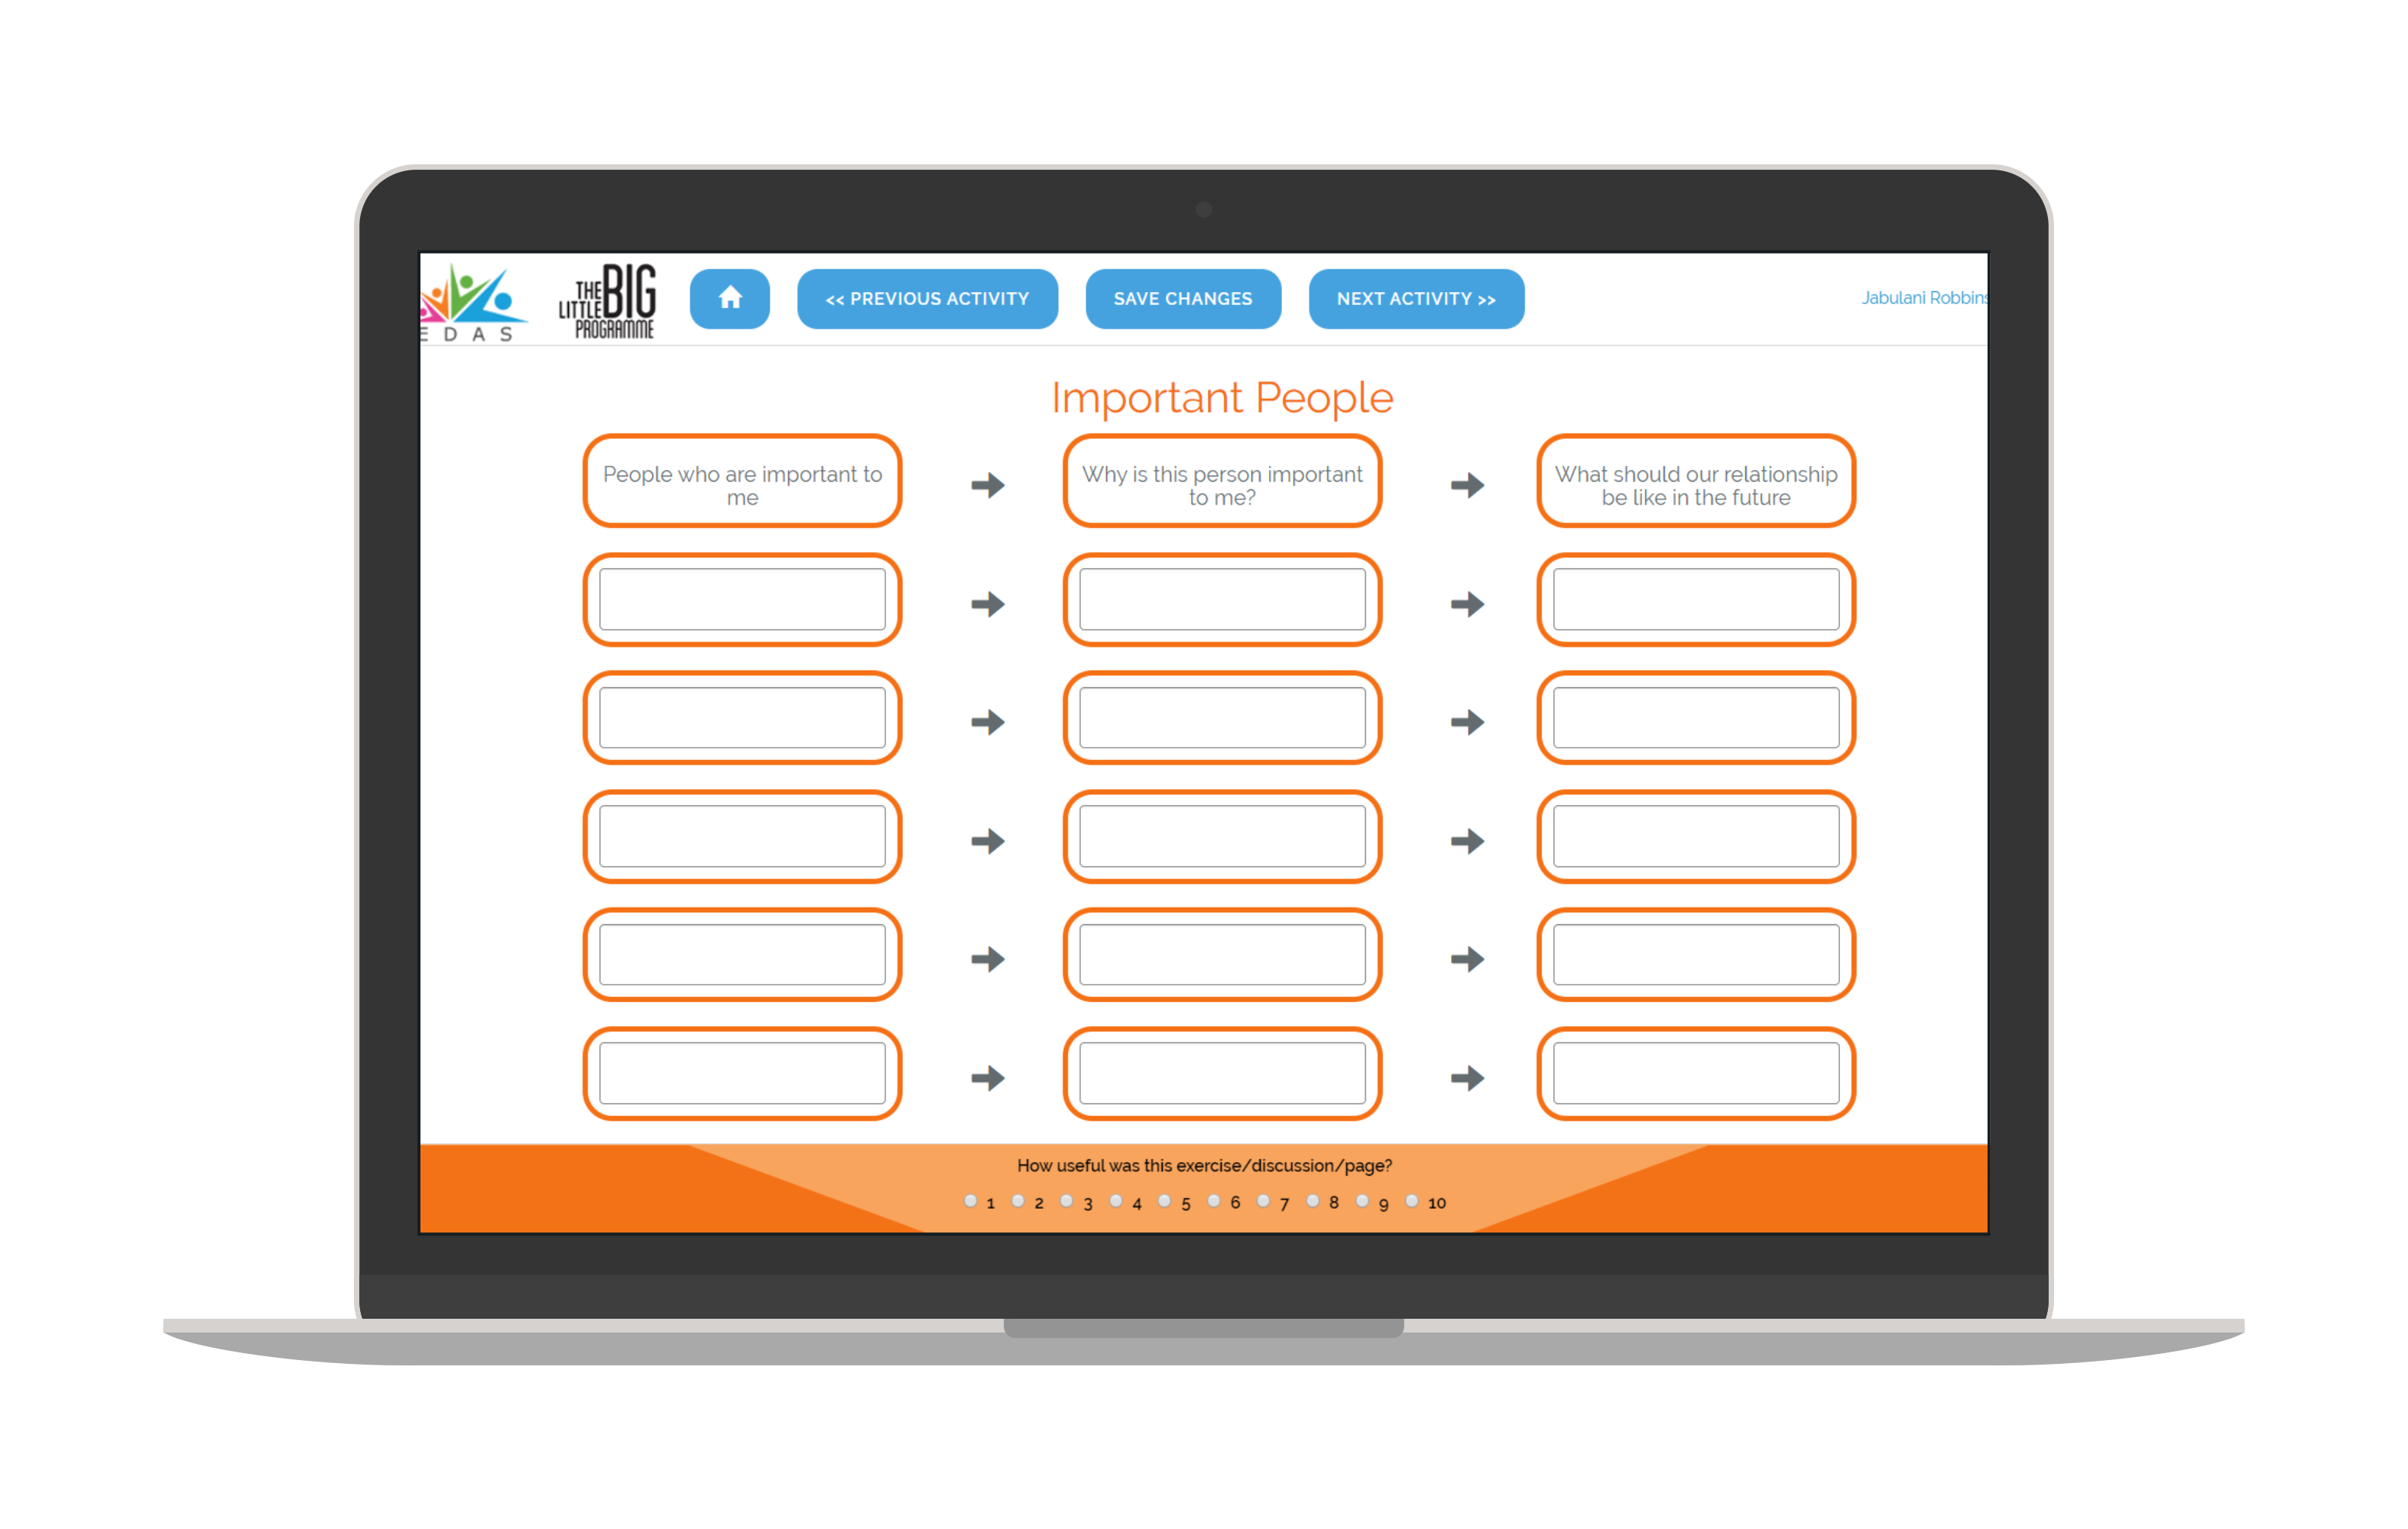 EDAS
THE BIG
LITTLE
PROGRAMME
<< PREVIOUS ACTIVITY
SAVE CHANGES
NEXT ACTIVITY >>
Jabulani Robbins
Important People
People who are important to
me
Why is this person important
to me?
What should our relationship
be like in the future
How useful was this exercise/discussion/page?
1 2 3 4 5 6 7 8 9 10